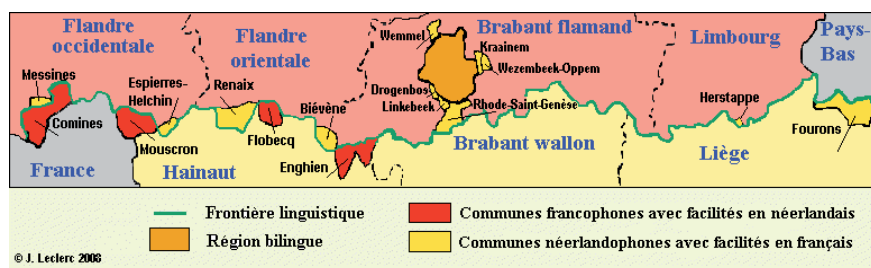 Flandre
occidentale
Flandre
orientale
Brabant flamand
Limbourg
Pays-
Bas
Wemmel
Kraainem
Wezembeek-Oppem
Messines
Espierres-
Helchin
Renaix
Biévène
Drogenbos
Linkebeek
Rhode-Saint-Genèse
Herstappe
Comines
Mouscron
Flobecq
Enghien
Fourons
France
Hainaut
Brabant wallon
Liège
Frontière linguistique
Région bilingue
Communes francophones avec facilités en néerlandais
Communes néerlandophones avec facilités en français
© J. Leclerc 2008